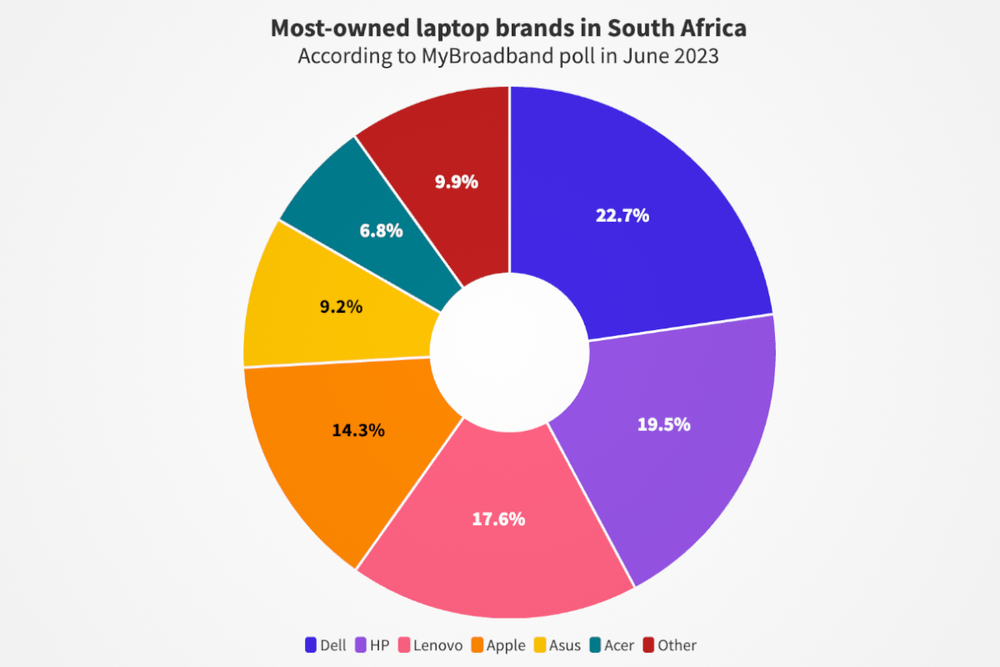 Most-owned laptop brands in South Africa
According to MyBroadband poll in June 2023
9.9%
22.7%
6.8%
9.2%
19.5%
14.3%
17.6%
Dell HP Lenovo Apple Asus Acer Other